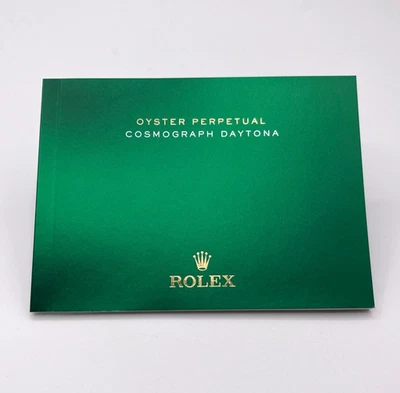 OYSTER PERPETUAL
COSMOGRAPH DAYTONA
ROLEX